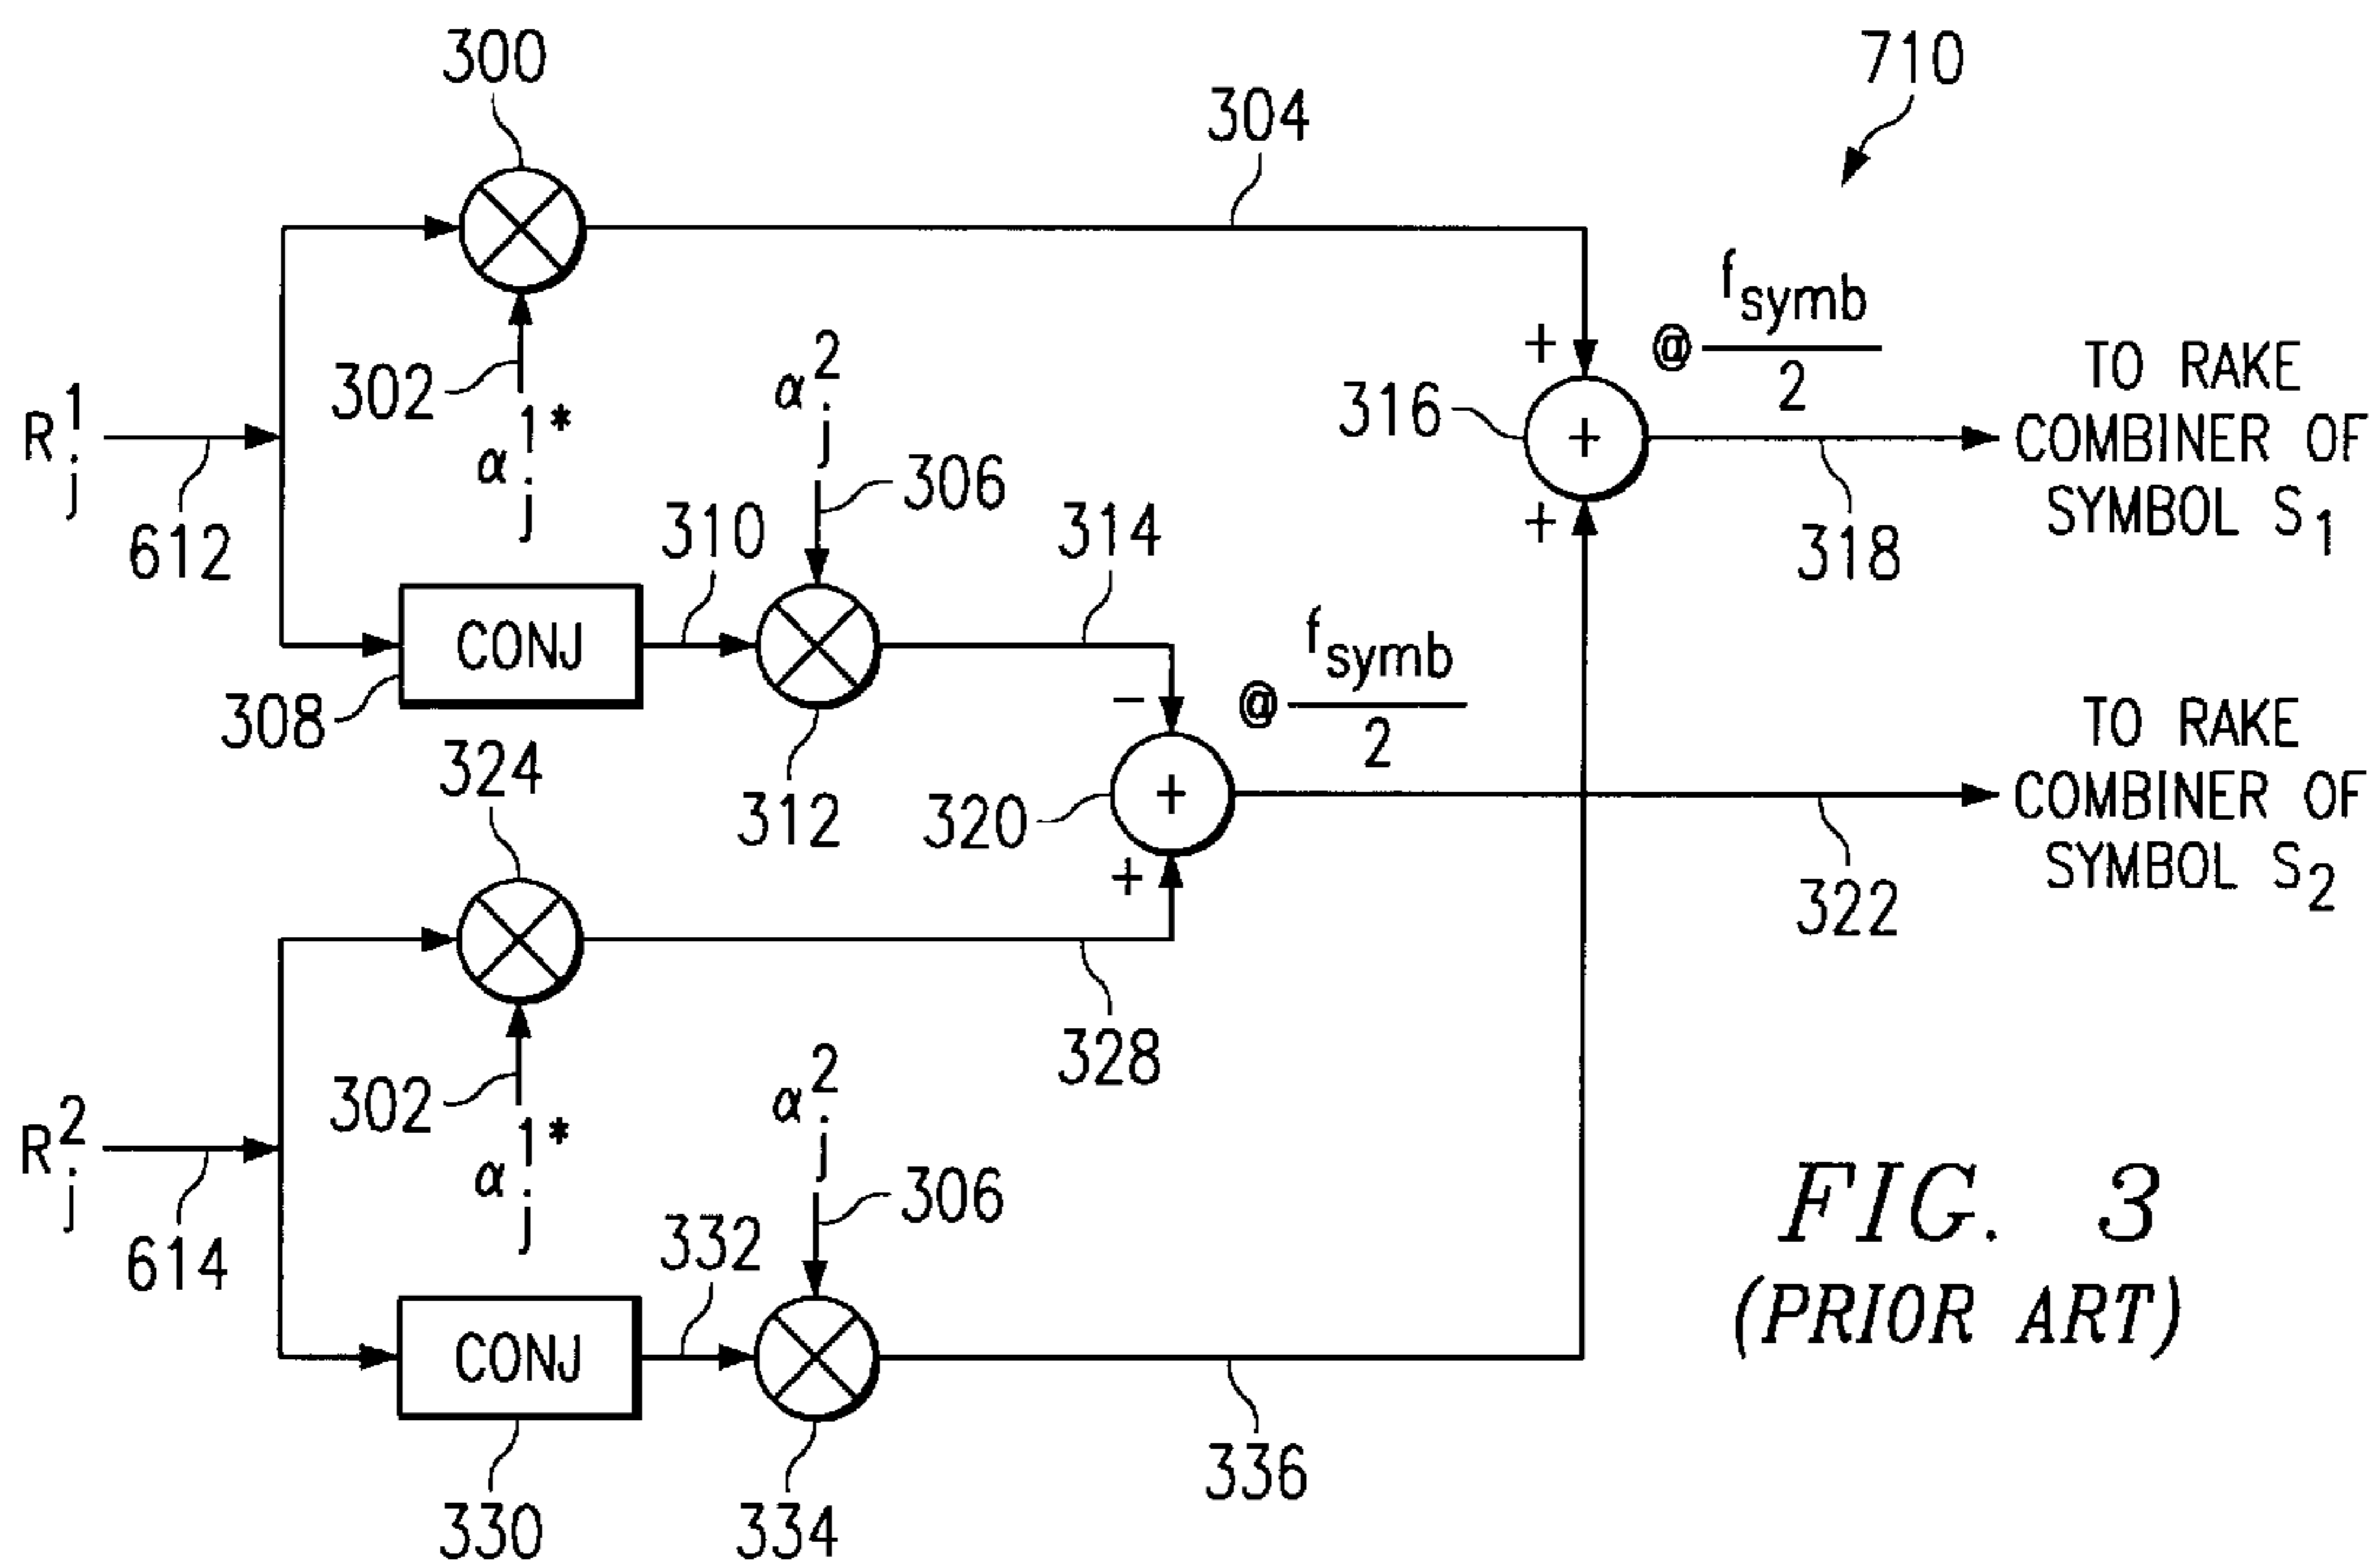 300
304
710
f_symb
@ ―
2
+
302
α_j^1*
α_j^2
R_j^1
612
316
+
+
TO RAKE
COMBINER OF
SYMBOL S_1
318
310
306
314
CONJ
308
312
−
f_symb
@ ―
2
320
+
+
TO RAKE
COMBINER OF
SYMBOL S_2
322
324
328
302
α_j^1*
α_j^2
306
R_j^2
614
332
CONJ
330
334
336
FIG. 3
(PRIOR ART)